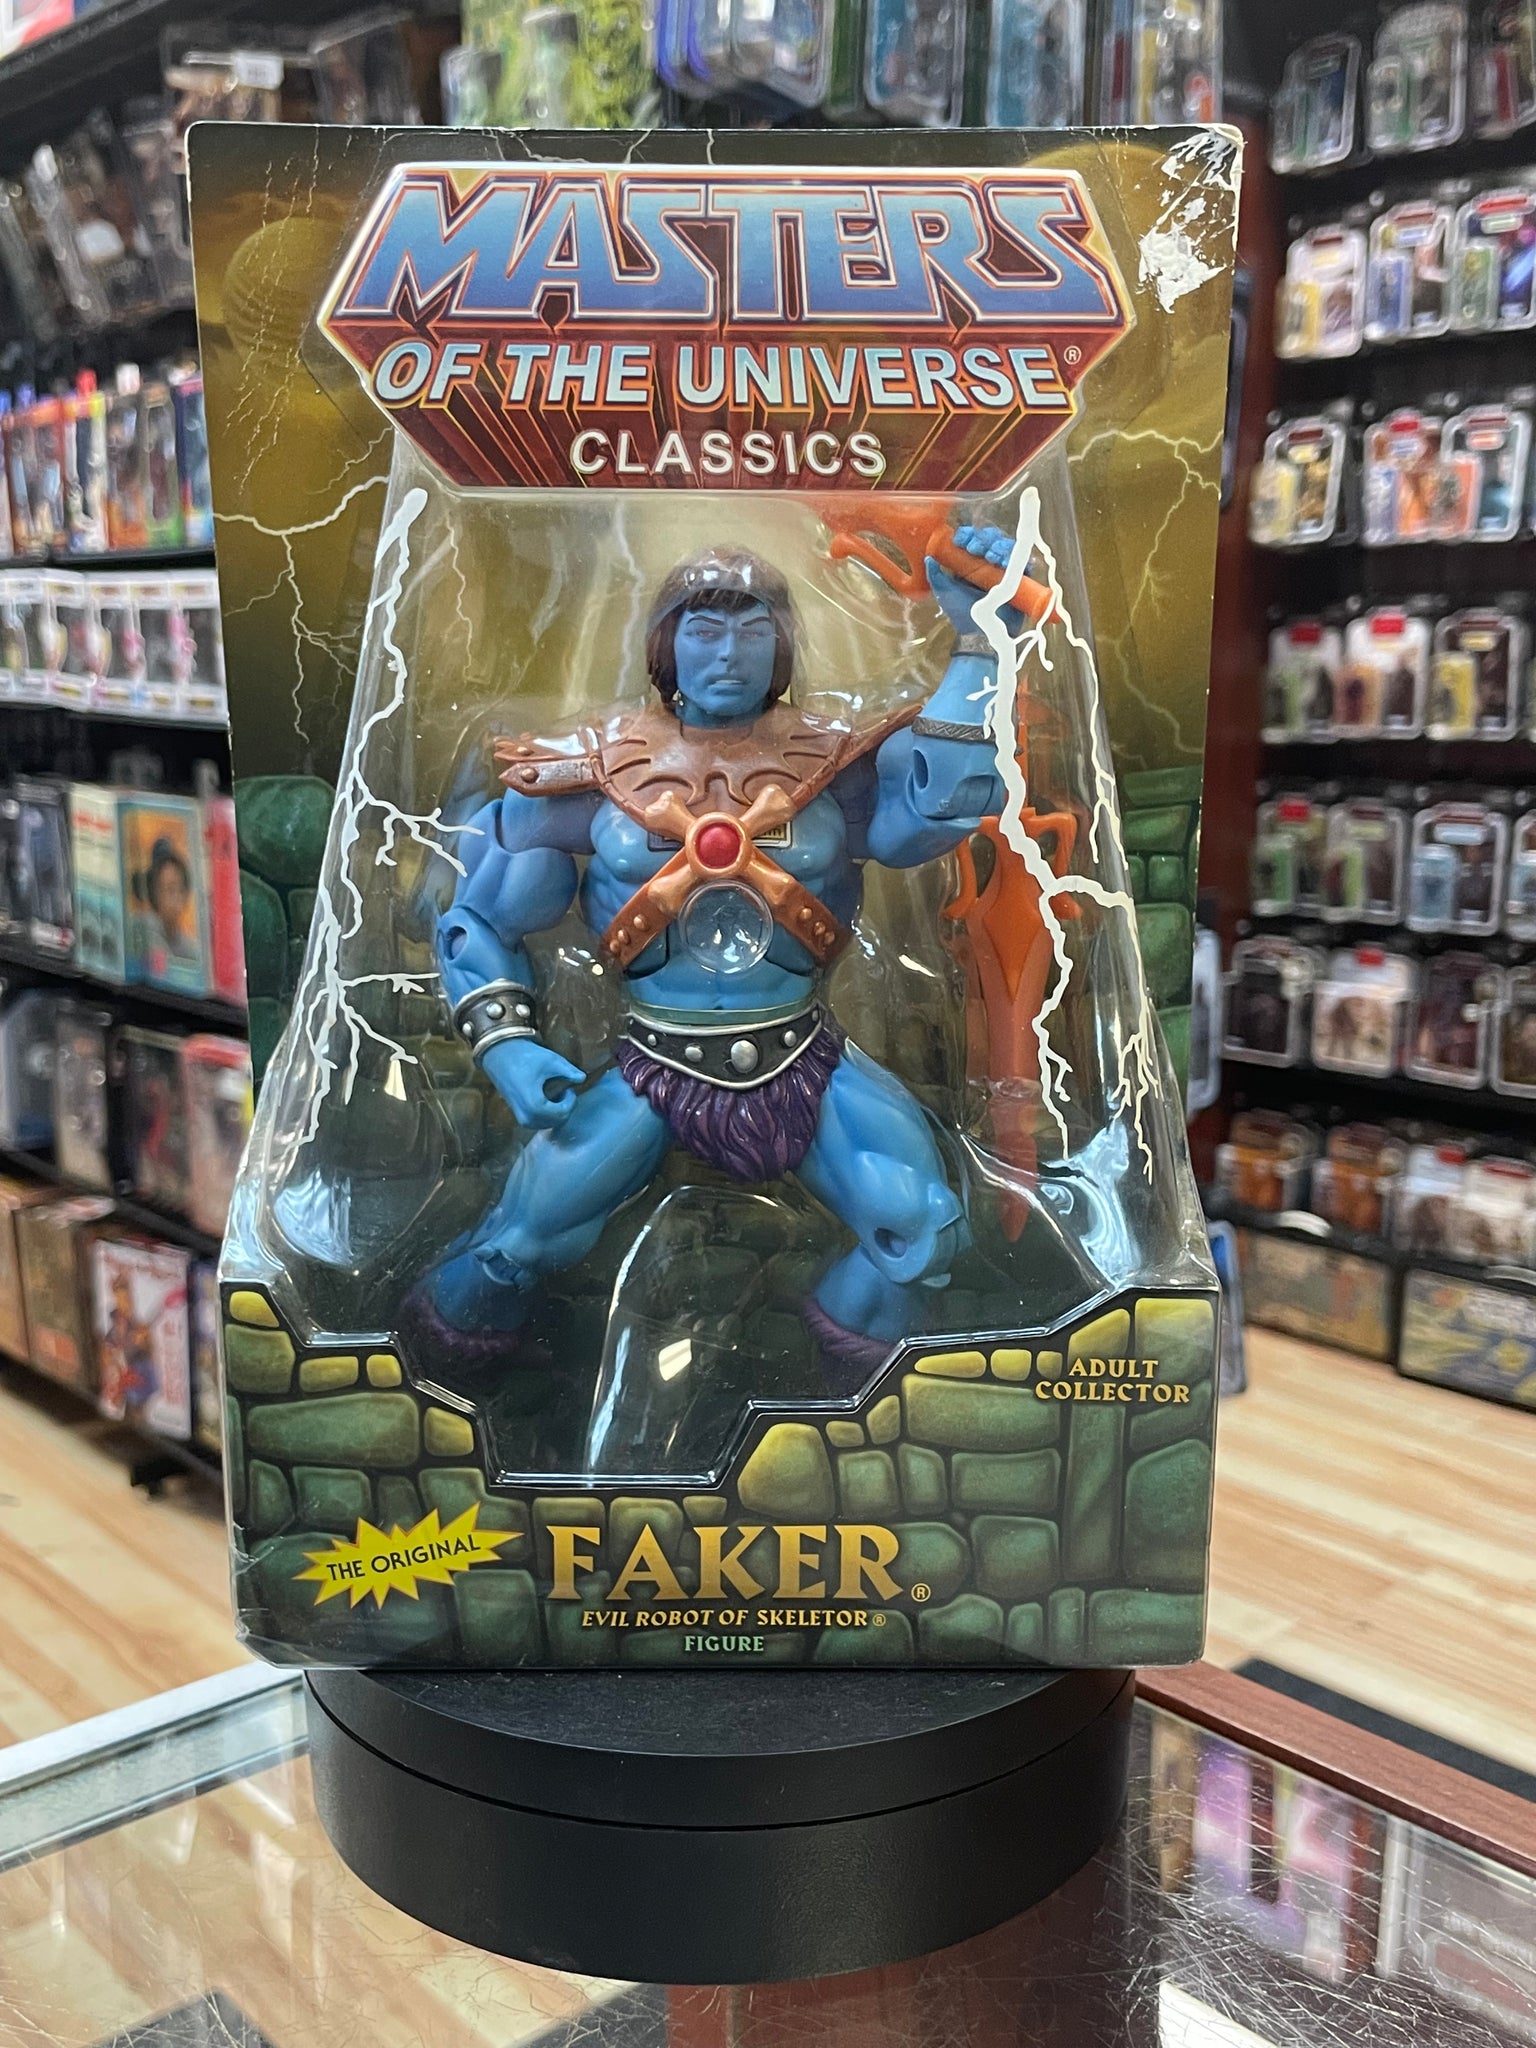 MASTERS
OF THE UNIVERSE®
CLASSICS
ADULT
COLLECTOR
THE ORIGINAL
FAKER®
EVIL ROBOT OF SKELETOR®
FIGURE